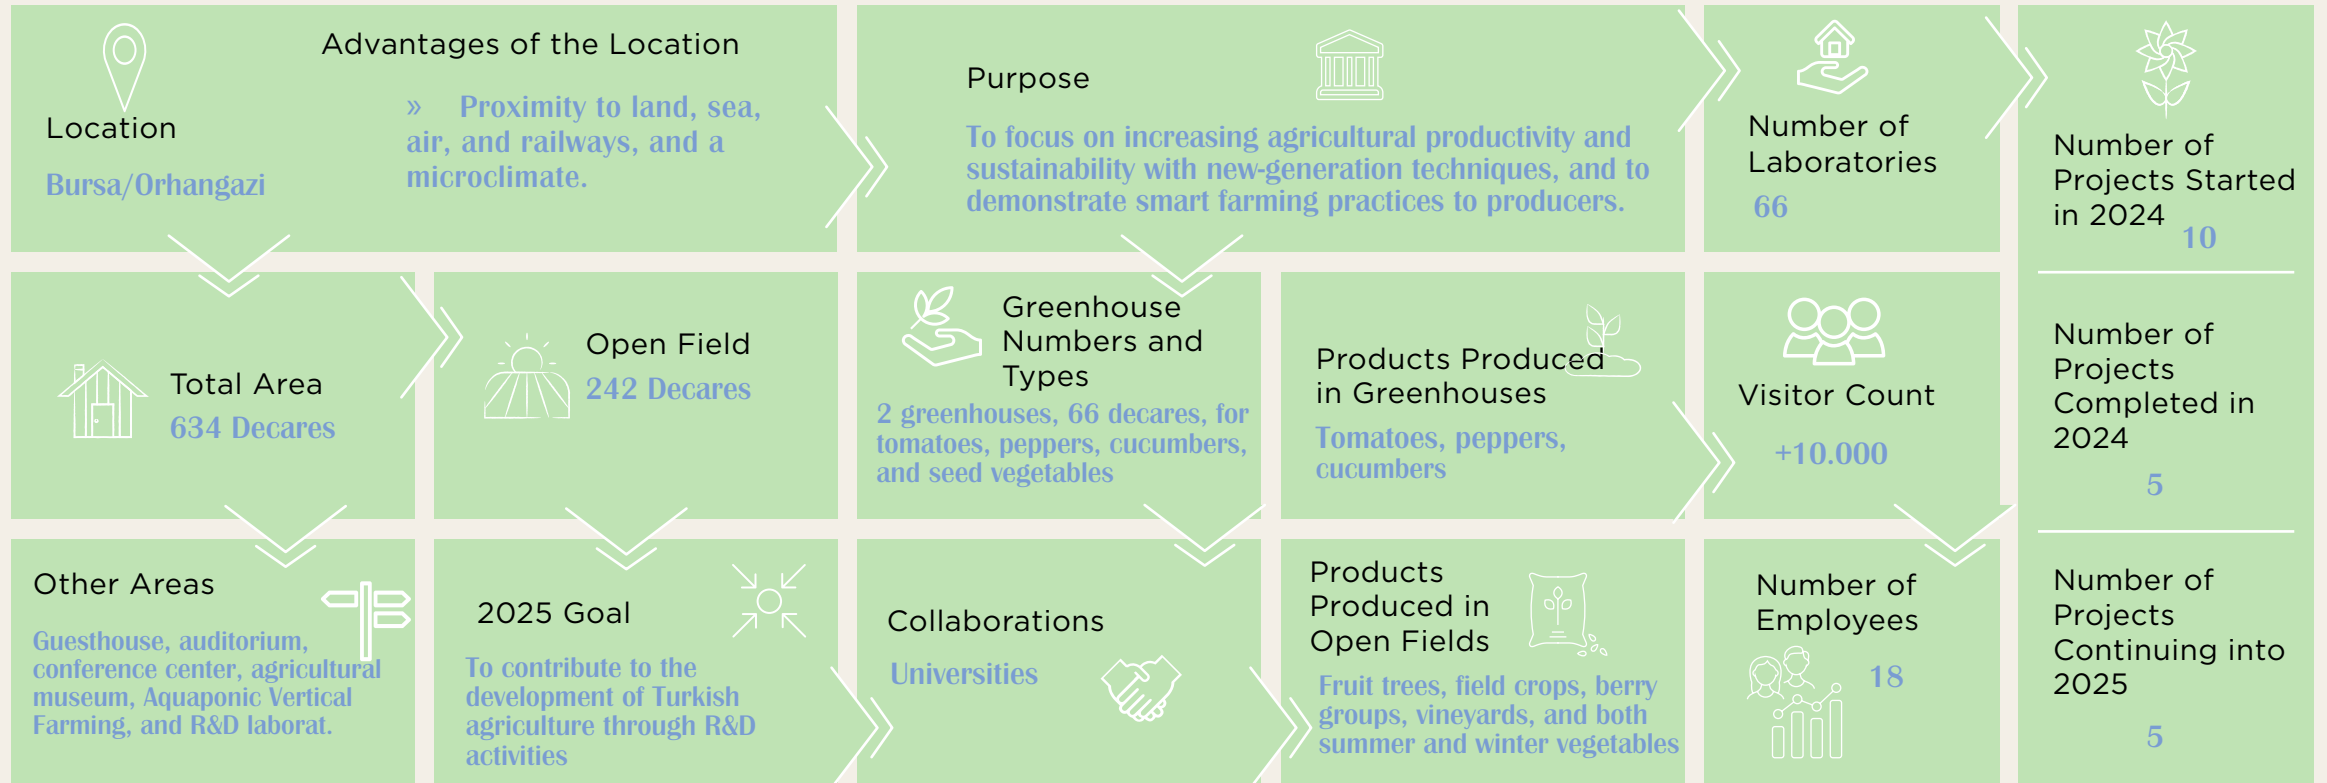 Location
Bursa/Orhangazi
Advantages of the Location
» Proximity to land, sea,
air, and railways, and a
microclimate.
Purpose
To focus on increasing agricultural productivity and
sustainability with new-generation techniques, and to
demonstrate smart farming practices to producers.
Number of
Laboratories
66
Number of
Projects Started
in 2024
10
Total Area
634 Decares
Open Field
242 Decares
Greenhouse
Numbers and
Types
2 greenhouses, 66 decares, for
tomatoes, peppers, cucumbers,
and seed vegetables
Products Produced
in Greenhouses
Tomatoes, peppers,
cucumbers
Visitor Count
+10.000
Number of
Projects
Completed in
2024
5
Other Areas
Guesthouse, auditorium,
conference center, agricultural
museum, Aquaponic Vertical
Farming, and R&D laborat.
2025 Goal
To contribute to the
development of Turkish
agriculture through R&D
activities
Collaborations
Universities
Products
Produced in
Open Fields
Fruit trees, field crops, berry
groups, vineyards, and both
summer and winter vegetables
Number of
Employees
18
Number of
Projects
Continuing into
2025
5